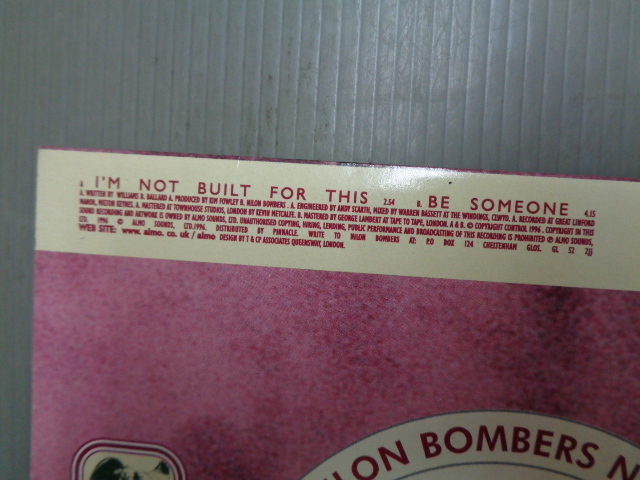 A I'M NOT BUILT FOR THIS 2.54 B. BE SOMEONE 4.15
A. WRITTEN BY WILLIAMS B. BALLARD A. PRODUCED BY KIM FOWLEY B. NILON BOMBERS . A. ENGINEERED BY ANDY SCARTH, MIXED BY WARREN BASSETT AT THE WINDINGS, CLWYD. A. RECORDED AT GREAT LINFORD
MANOR, MILTON KEYNES. A. MASTERED AT TOWNHOUSE STUDIOS, LONDON BY KEVIN METCALFE. B. MASTERED BY GEORGE LAMBERT AT TAPE TO TAPE, LONDON. A & B. © COPYRIGHT CONTROL 1996 . COPYRIGHT IN THIS
SOUND RECORDING AND ARTWORK IS OWNED BY ALMO SOUNDS, LTD. UNAUTHORISED COPYING, HIRING, LENDING, PUBLIC PERFORMANCE AND BROADCASTING OF THIS RECORDING IS PROHIBITED ℗ ALMO SOUNDS,
LTD. 1996 © ALMO SOUNDS, LTD.1996. DISTRIBUTED BY PINNACLE. WRITE TO NILON BOMBERS AT: P.O BOX 124 CHELTENHAM GLOS. GL 52
WEB SITE: www.almo.co.uk/almo DESIGN BY T & CP ASSOCIATES QUEENSWAY, LONDON.
ILON BOMBERS N